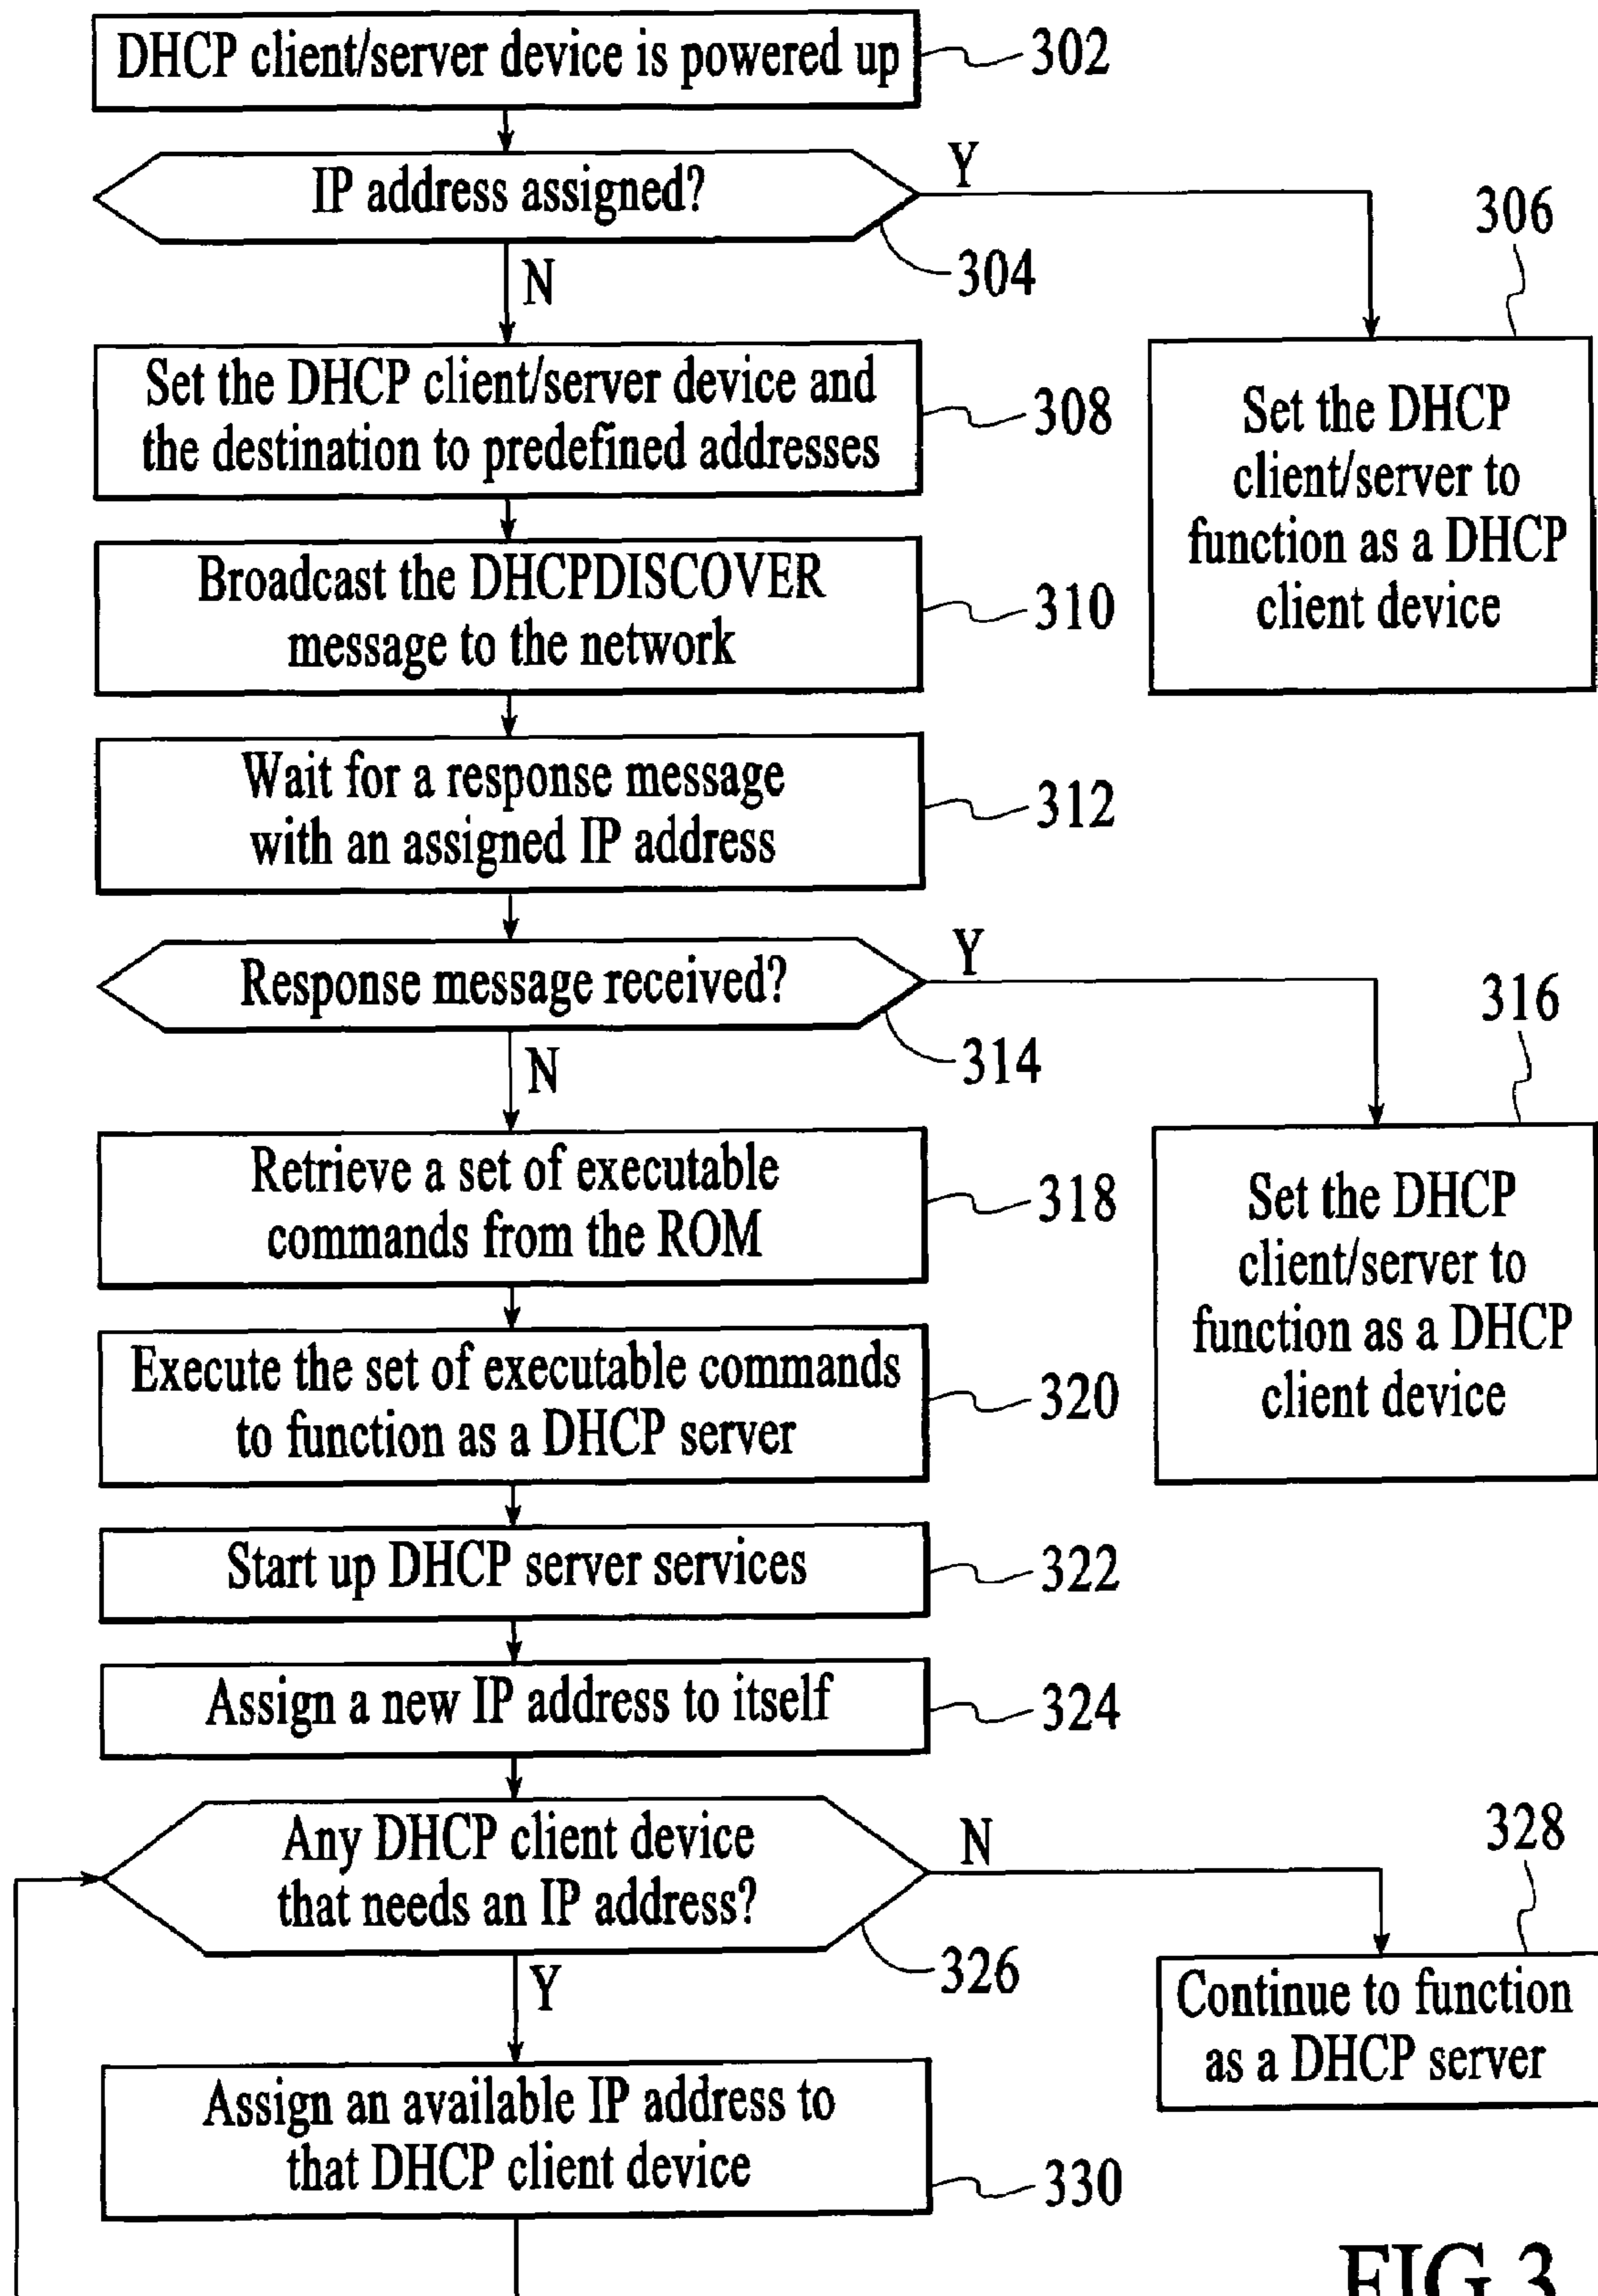 DHCP client/server device is powered up
302
IP address assigned?
Y
304
N
306
Set the DHCP client/server device and
the destination to predefined addresses
308
Set the DHCP
client/server to
function as a DHCP
client device
Broadcast the DHCPDISCOVER
message to the network
310
Wait for a response message
with an assigned IP address
312
Response message received?
Y
314
N
316
Retrieve a set of executable
commands from the ROM
318
Set the DHCP
client/server to
function as a DHCP
client device
Execute the set of executable commands
to function as a DHCP server
320
Start up DHCP server services
322
Assign a new IP address to itself
324
Any DHCP client device
that needs an IP address?
N
326
Y
328
Continue to function
as a DHCP server
Assign an available IP address to
that DHCP client device
330
FIG.3